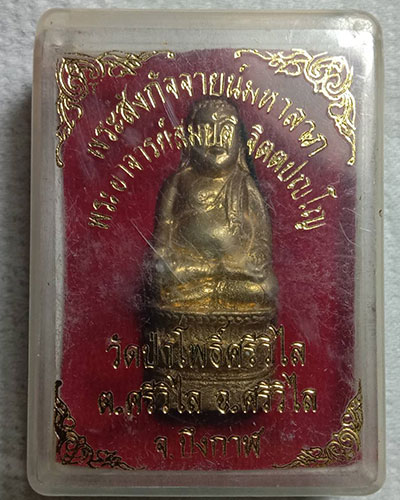 พระสังกัจจายน์มหาลาภ
พระอาจารย์สมบัติ จิตตปญฺโญ
วัดป่าโพธิ์ศรีวิไล
ต.ศรีวิไล อ.ศรีวิไล
จ.บึงกาฬ